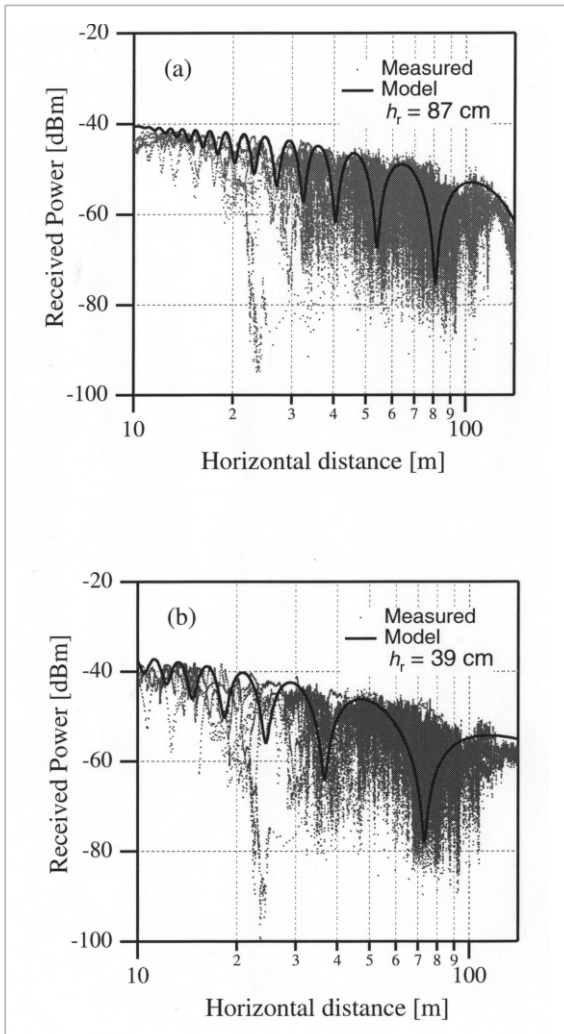 -20
(a)
Measured
Model
hr = 87 cm
-40
-60
-80
-100
Received Power [dBm]
10 2 3 4 5 6 7 8 9 100
Horizontal distance [m]
-20
(b)
Measured
Model
hr = 39 cm
-40
-60
-80
-100
Received Power [dBm]
10 2 3 4 5 6 7 8 9 100
Horizontal distance [m]